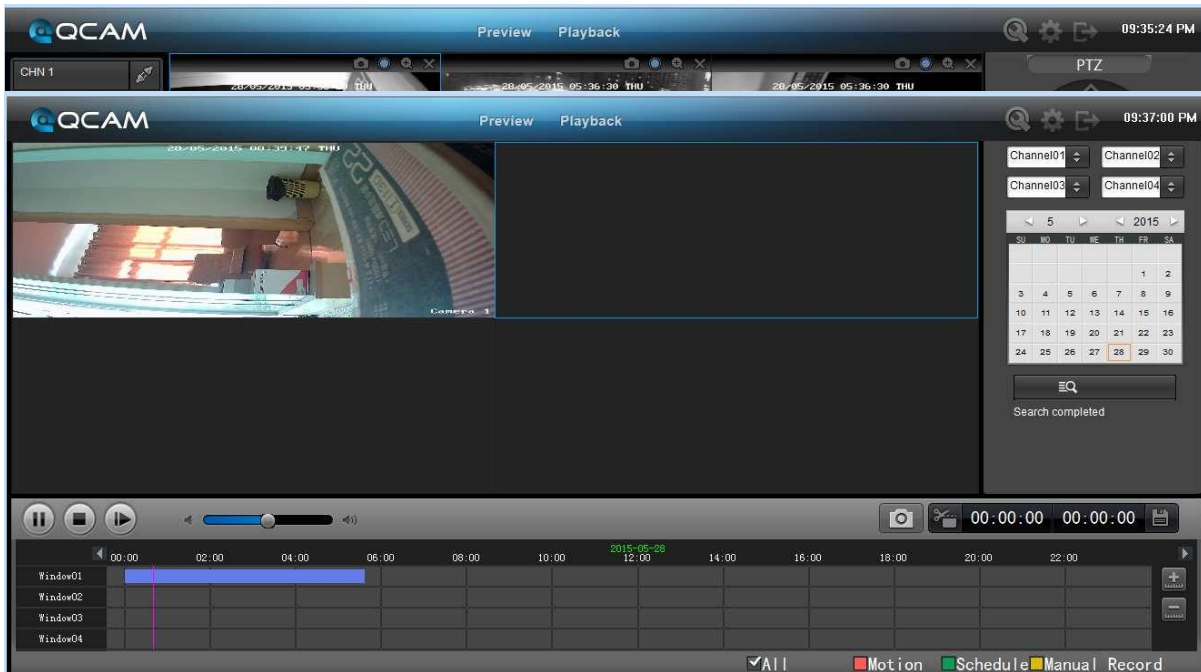 QCAM
Preview Playback
09:35:24 PM
CHN 1
28/05/2015 05:36:30 THU
28/05/2015 05:36:30 THU
PTZ
QCAM
Preview Playback
09:37:00 PM
28/05/2015 00:39:47 THU
Camera 1
Channel01 Channel02
Channel03 Channel04
5 2015
SU MO TU WE TH FR SA
1 2
3 4 5 6 7 8 9
10 11 12 13 14 15 16
17 18 19 20 21 22 23
24 25 26 27 28 29 30
Search completed
00:00:00 00:00:00
2015-05-28
00:00 02:00 04:00 06:00 08:00 10:00 12:00 14:00 16:00 18:00 20:00 22:00
Window01
Window02
Window03
Window04
All Motion Schedule Manual Record